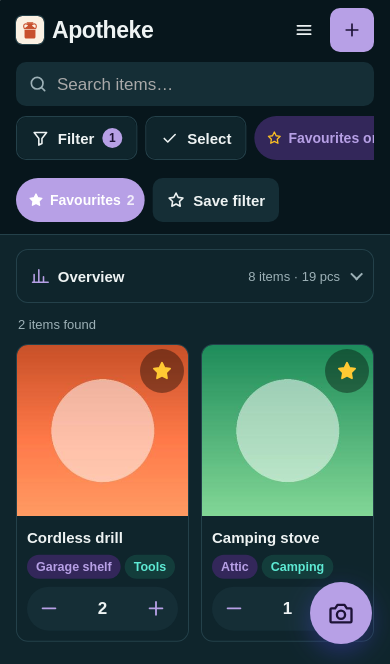 Apotheke
Search items…
Filter 1
Select
Favourites
Favourites 2
Save filter
Overview
8 items · 19 pcs
2 items found
Cordless drill
Garage shelf
Tools
2
Camping stove
Attic
Camping
1